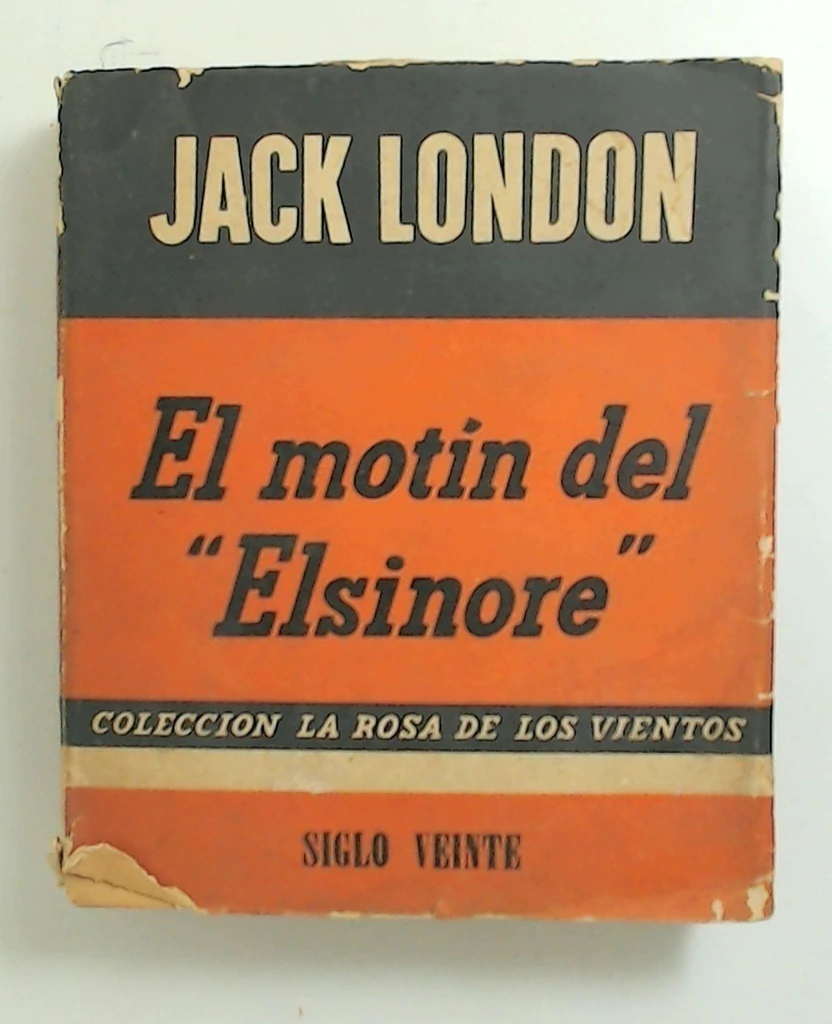 JACK LONDON
El motín del
"Elsinore"
COLECCION LA ROSA DE LOS VIENTOS
SIGLO VEINTE